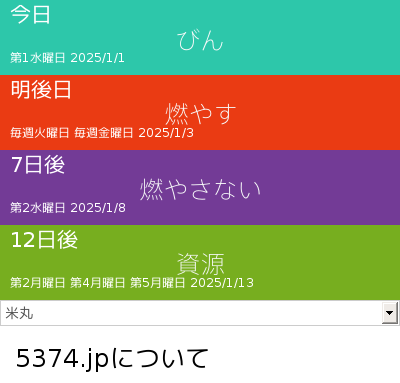 今日
びん
第1水曜日 2025/1/1
明後日
燃やす
毎週火曜日 毎週金曜日 2025/1/3
7日後
燃やさない
第2水曜日 2025/1/8
12日後
資源
第2月曜日 第4月曜日 第5月曜日 2025/1/13
米丸
5374.jpについて